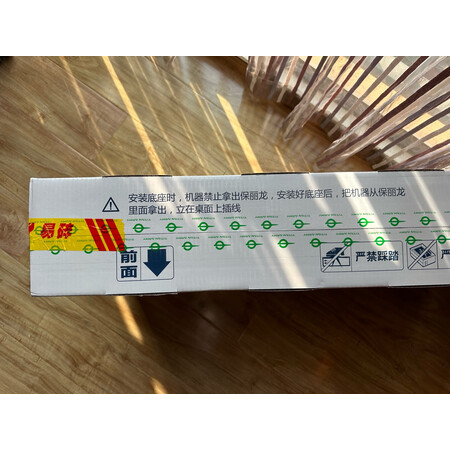 安装底座时，机器禁止拿出保丽龙，安装好底座后，把机器从保丽龙
里面拿出，立在桌面上插线
易碎
前面
严禁踩踏
严